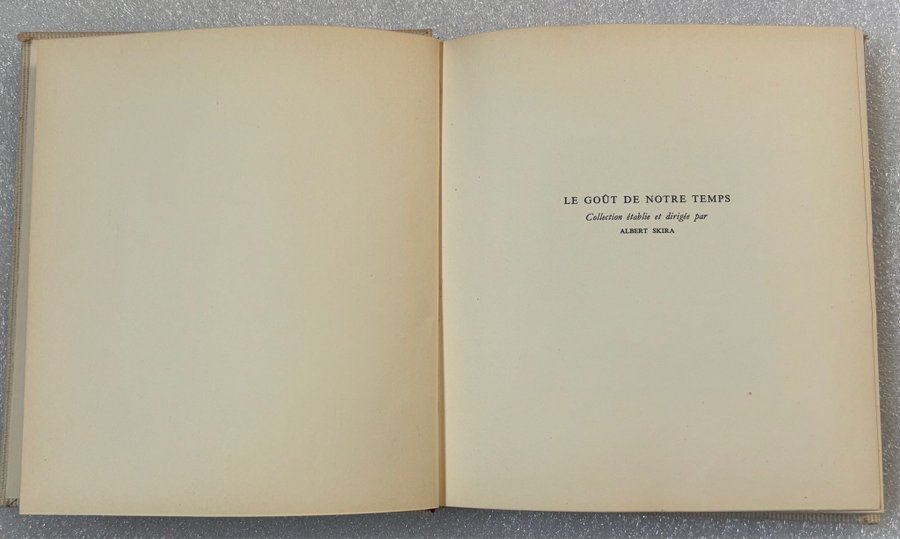 LE GOÛT DE NOTRE TEMPS
Collection établie et dirigée par
ALBERT SKIRA